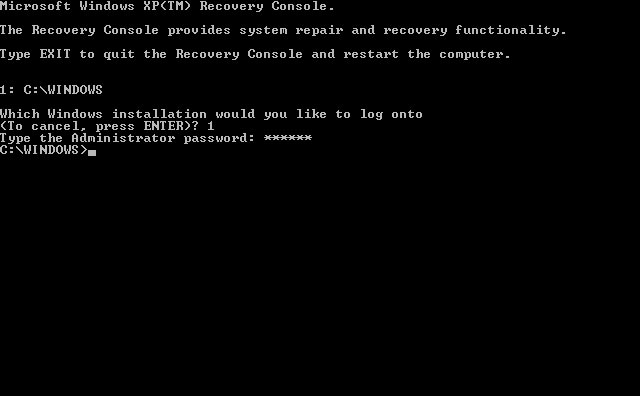 Microsoft Windows XP(TM) Recovery Console.
The Recovery Console provides system repair and recovery functionality.
Type EXIT to quit the Recovery Console and restart the computer.
1: C:\WINDOWS
Which Windows installation would you like to log onto
(To cancel, press ENTER)? 1
Type the Administrator password: ******
C:\WINDOWS>